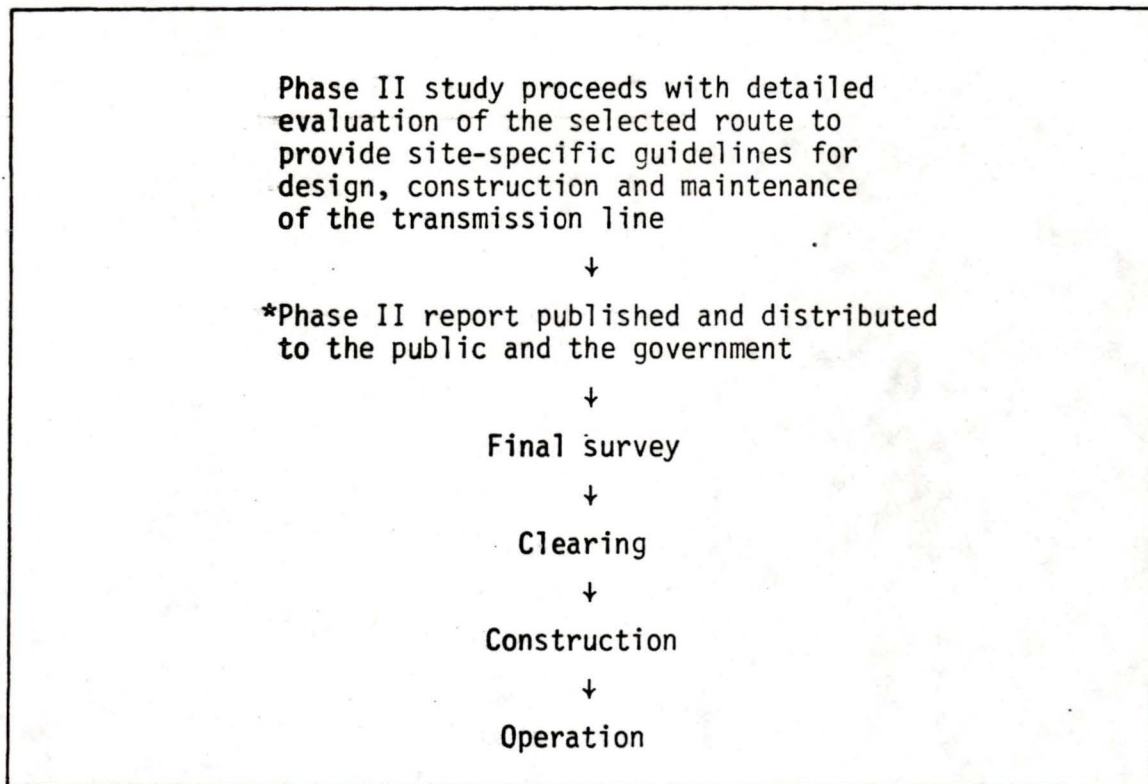 Phase II study proceeds with detailed
evaluation of the selected route to
provide site-specific guidelines for
design, construction and maintenance
of the transmission line
↓
*Phase II report published and distributed
to the public and the government
↓
Final survey
↓
Clearing
↓
Construction
↓
Operation